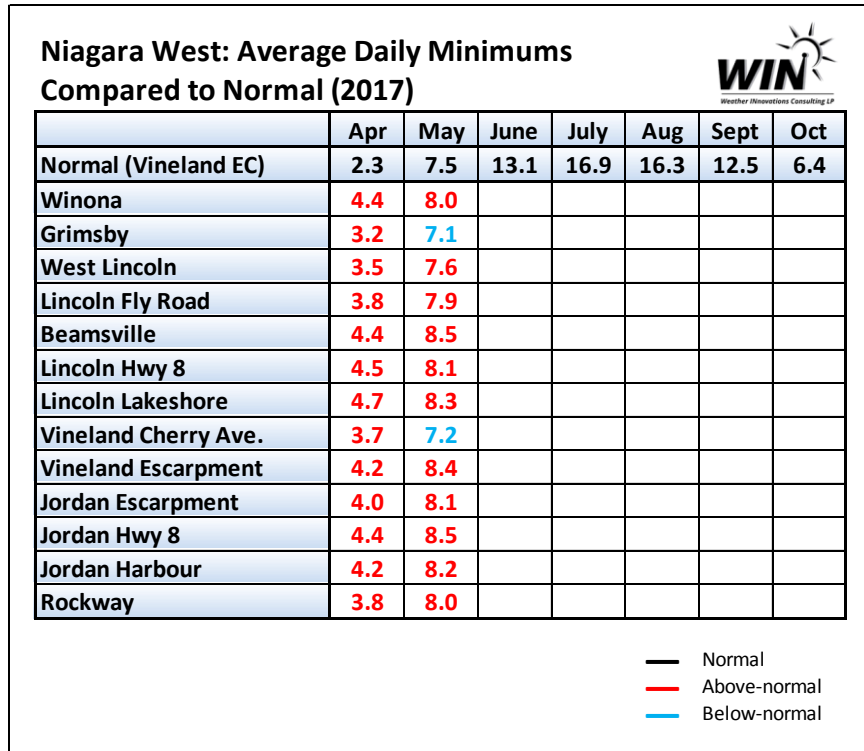 Niagara West: Average Daily Minimums
Compared to Normal (2017)
WIN
Weather INnovations Consulting LP
Apr May June July Aug Sept Oct
Normal (Vineland EC) 2.3 7.5 13.1 16.9 16.3 12.5 6.4
Winona 4.4 8.0
Grimsby 3.2 7.1
West Lincoln 3.5 7.6
Lincoln Fly Road 3.8 7.9
Beamsville 4.4 8.5
Lincoln Hwy 8 4.5 8.1
Lincoln Lakeshore 4.7 8.3
Vineland Cherry Ave. 3.7 7.2
Vineland Escarpment 4.2 8.4
Jordan Escarpment 4.0 8.1
Jordan Hwy 8 4.4 8.5
Jordan Harbour 4.2 8.2
Rockway 3.8 8.0
Normal
Above-normal
Below-normal